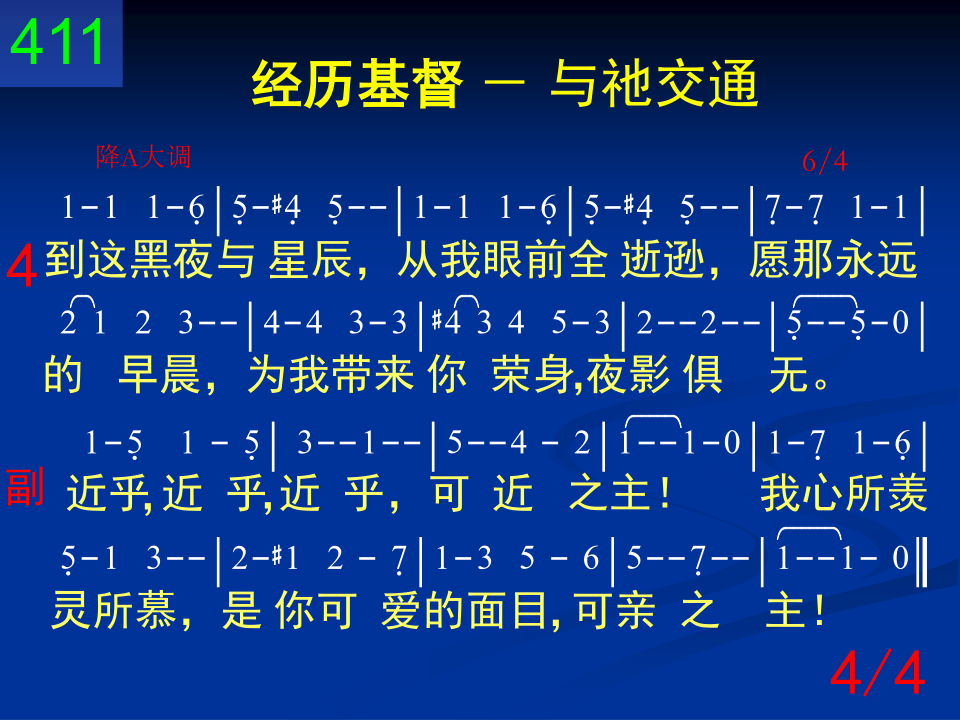 411
经历基督 － 与祂交通
降A大调 6/4
1-1 1-6̣|5̣-#4̣ 5̣--|1-1 1-6̣|5̣-#4̣ 5̣--|7̣-7̣ 1-1|
4 到这黑夜与 星辰，从我眼前全 逝逊，愿那永远
2 1 2 3--|4-4 3-3|#4 3 4 5-3|2--2--|5̣--5̣-0|
的 早晨，为我带来 你 荣身,夜影 俱 无。
1-5̣ 1 - 5̣| 3--1--|5--4 - 2|1--1-0|1-7̣ 1-6̣|
副 近乎,近 乎,近 乎，可 近 之主！ 我心所羡
5̣-1 3--|2-#1 2 - 7̣|1-3 5 - 6|5--7̣--|1--1- 0‖
灵所慕，是 你可 爱的面目,可亲 之 主！
4/4